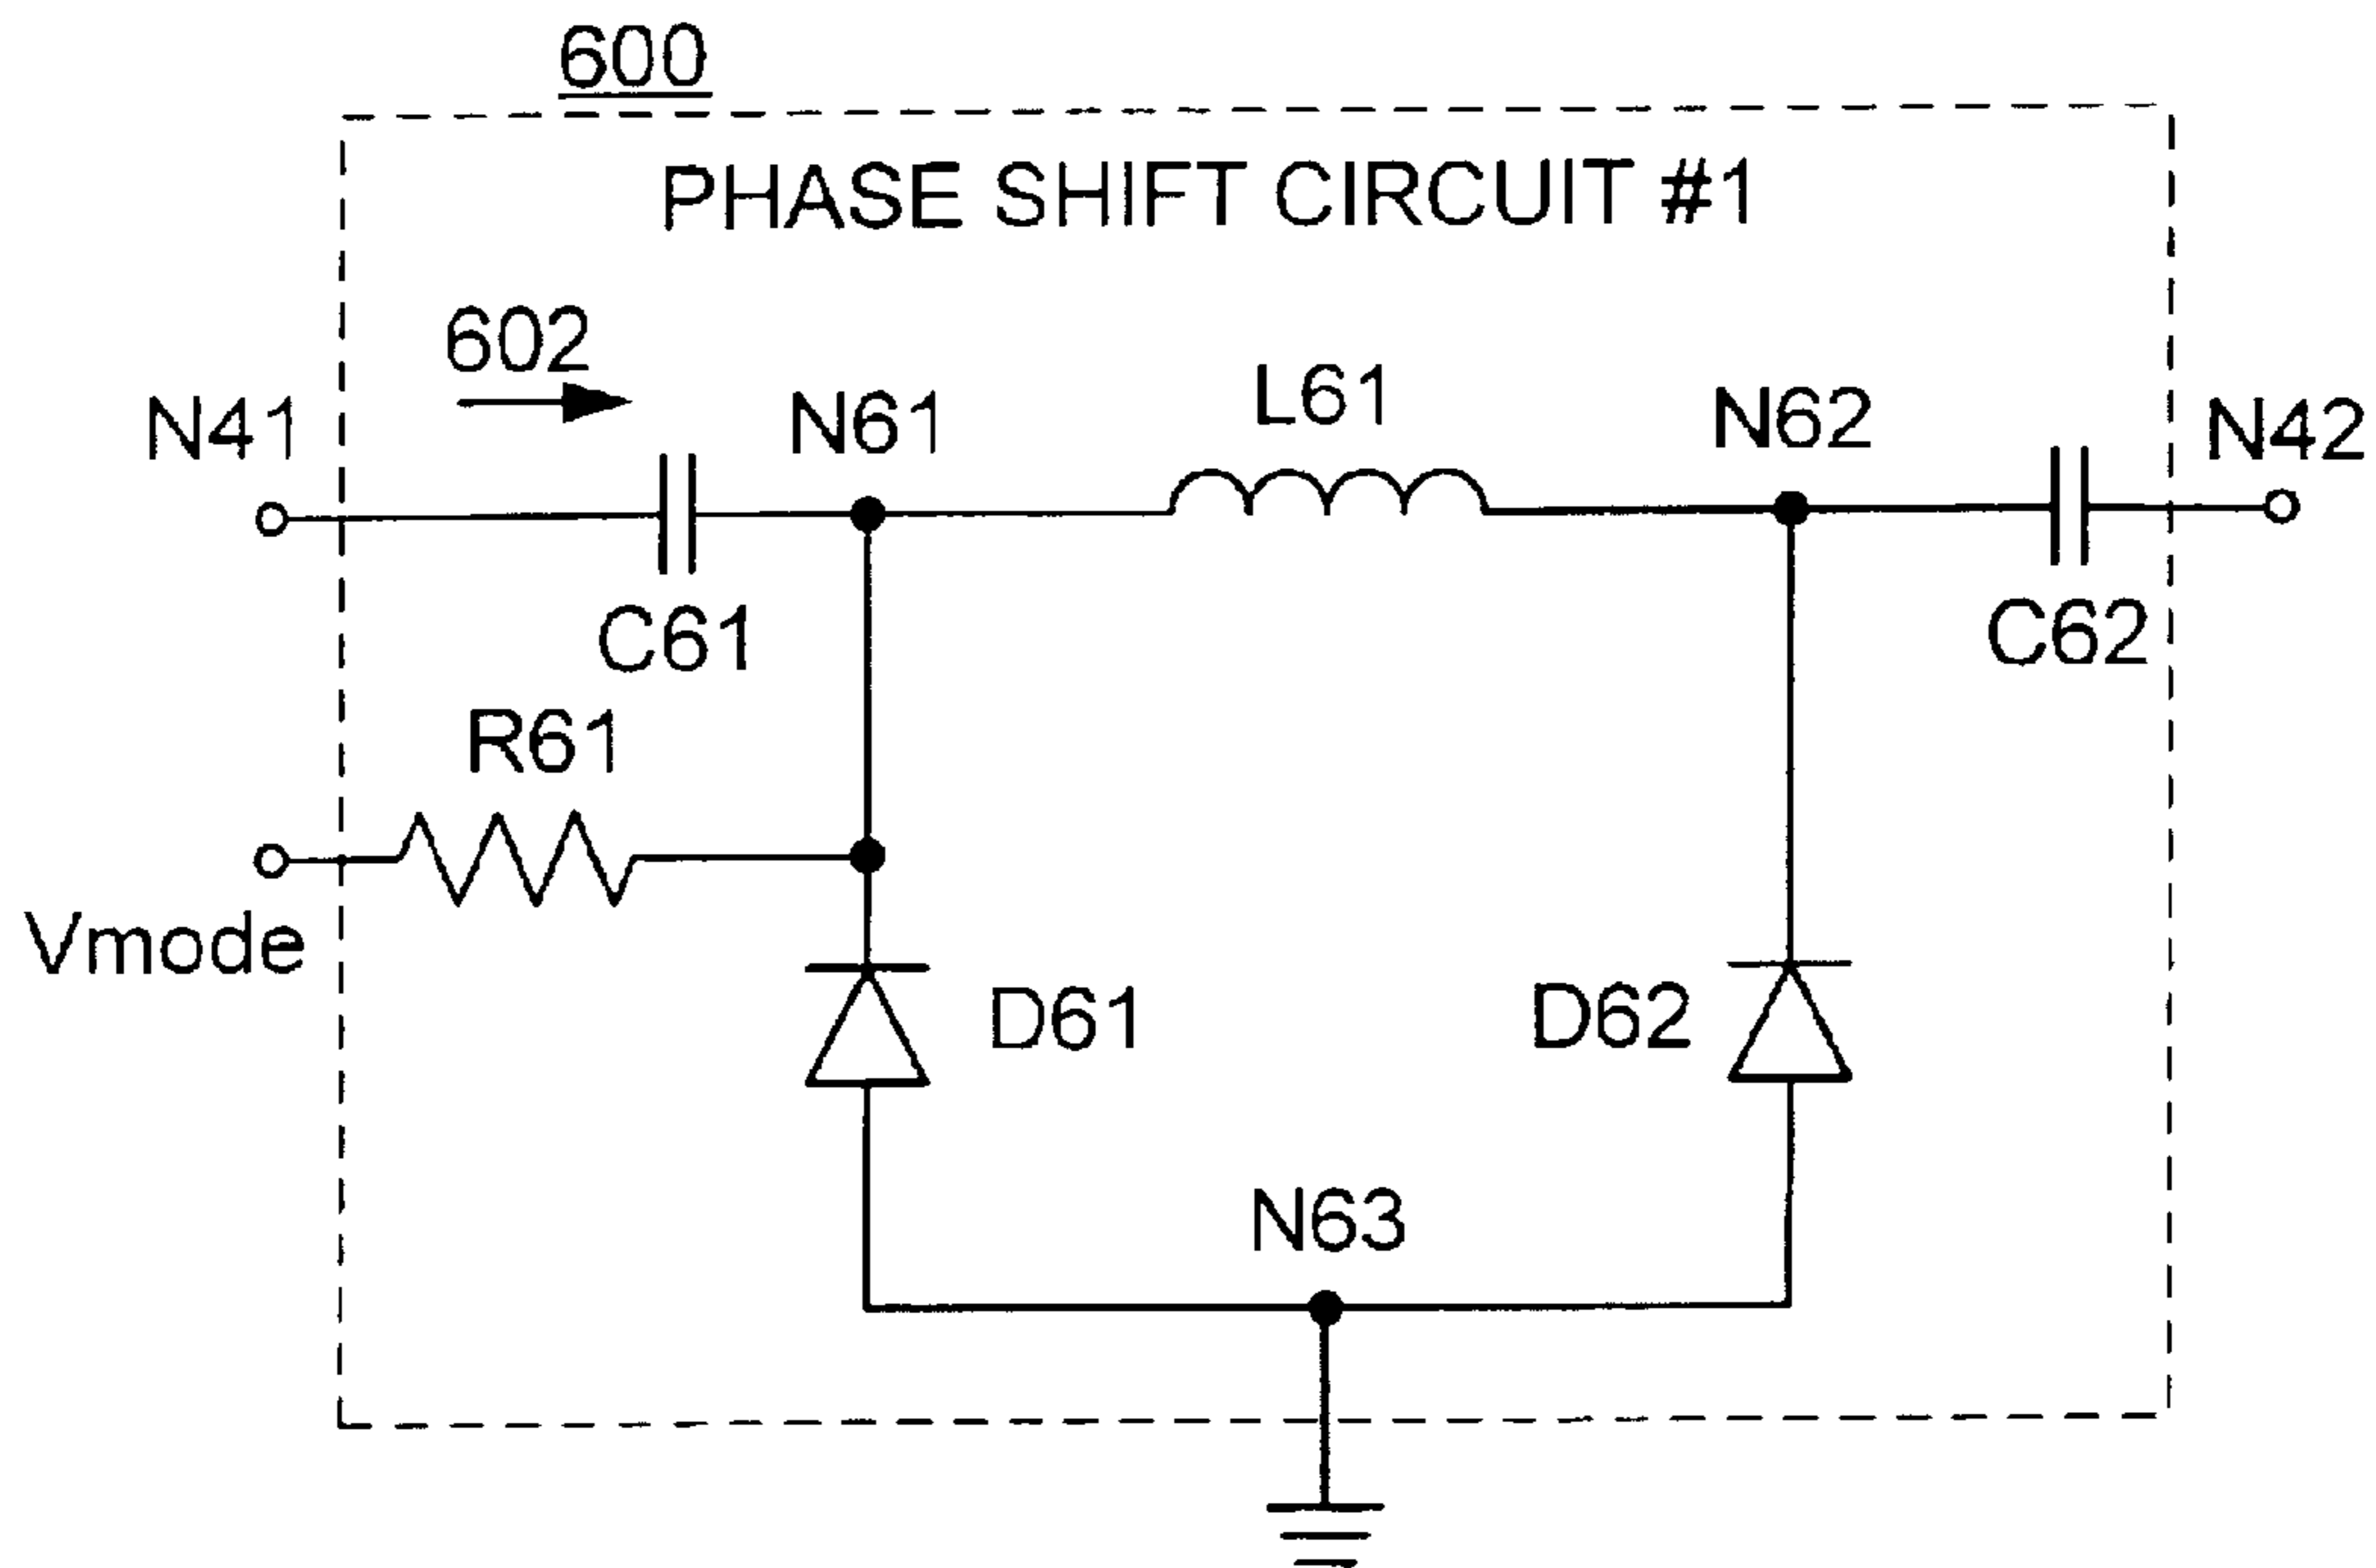 600
PHASE SHIFT CIRCUIT #1
602
N41
N61
L61
N62
N42
C61
C62
R61
Vmode
D61
D62
N63